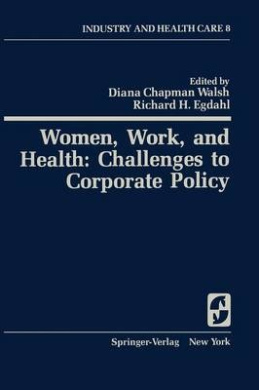 INDUSTRY AND HEALTH CARE 8
Edited by
Diana Chapman Walsh
Richard H. Egdahl
Women, Work, and
Health: Challenges to
Corporate Policy
Springer-Verlag New York